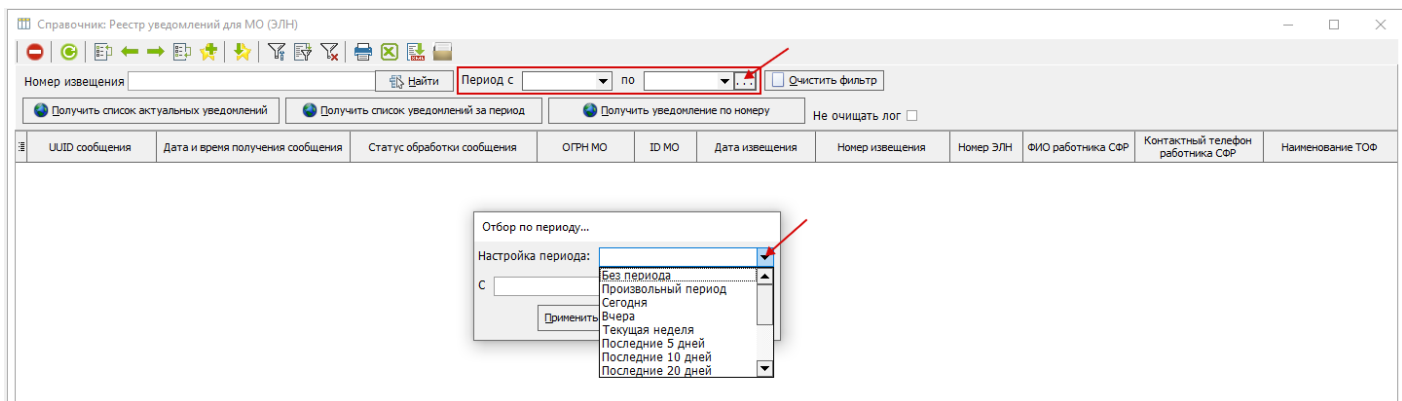 Справочник: Реестр уведомлений для МО (ЭЛН)
Номер извещения Найти Период с по ... Очистить фильтр
Получить список актуальных уведомлений Получить список уведомлений за период Получить уведомление по номеру Не очищать лог
UUID сообщения Дата и время получения сообщения Статус обработки сообщения ОГРН МО ID МО Дата извещения Номер извещения Номер ЭЛН ФИО работника СФР Контактный телефон работника СФР Наименование ТОФ
Отбор по периоду...
Настройка периода:
Без периода
С
Произвольный период
Сегодня
Применить
Вчера
Текущая неделя
Последние 5 дней
Последние 10 дней
Последние 20 дней